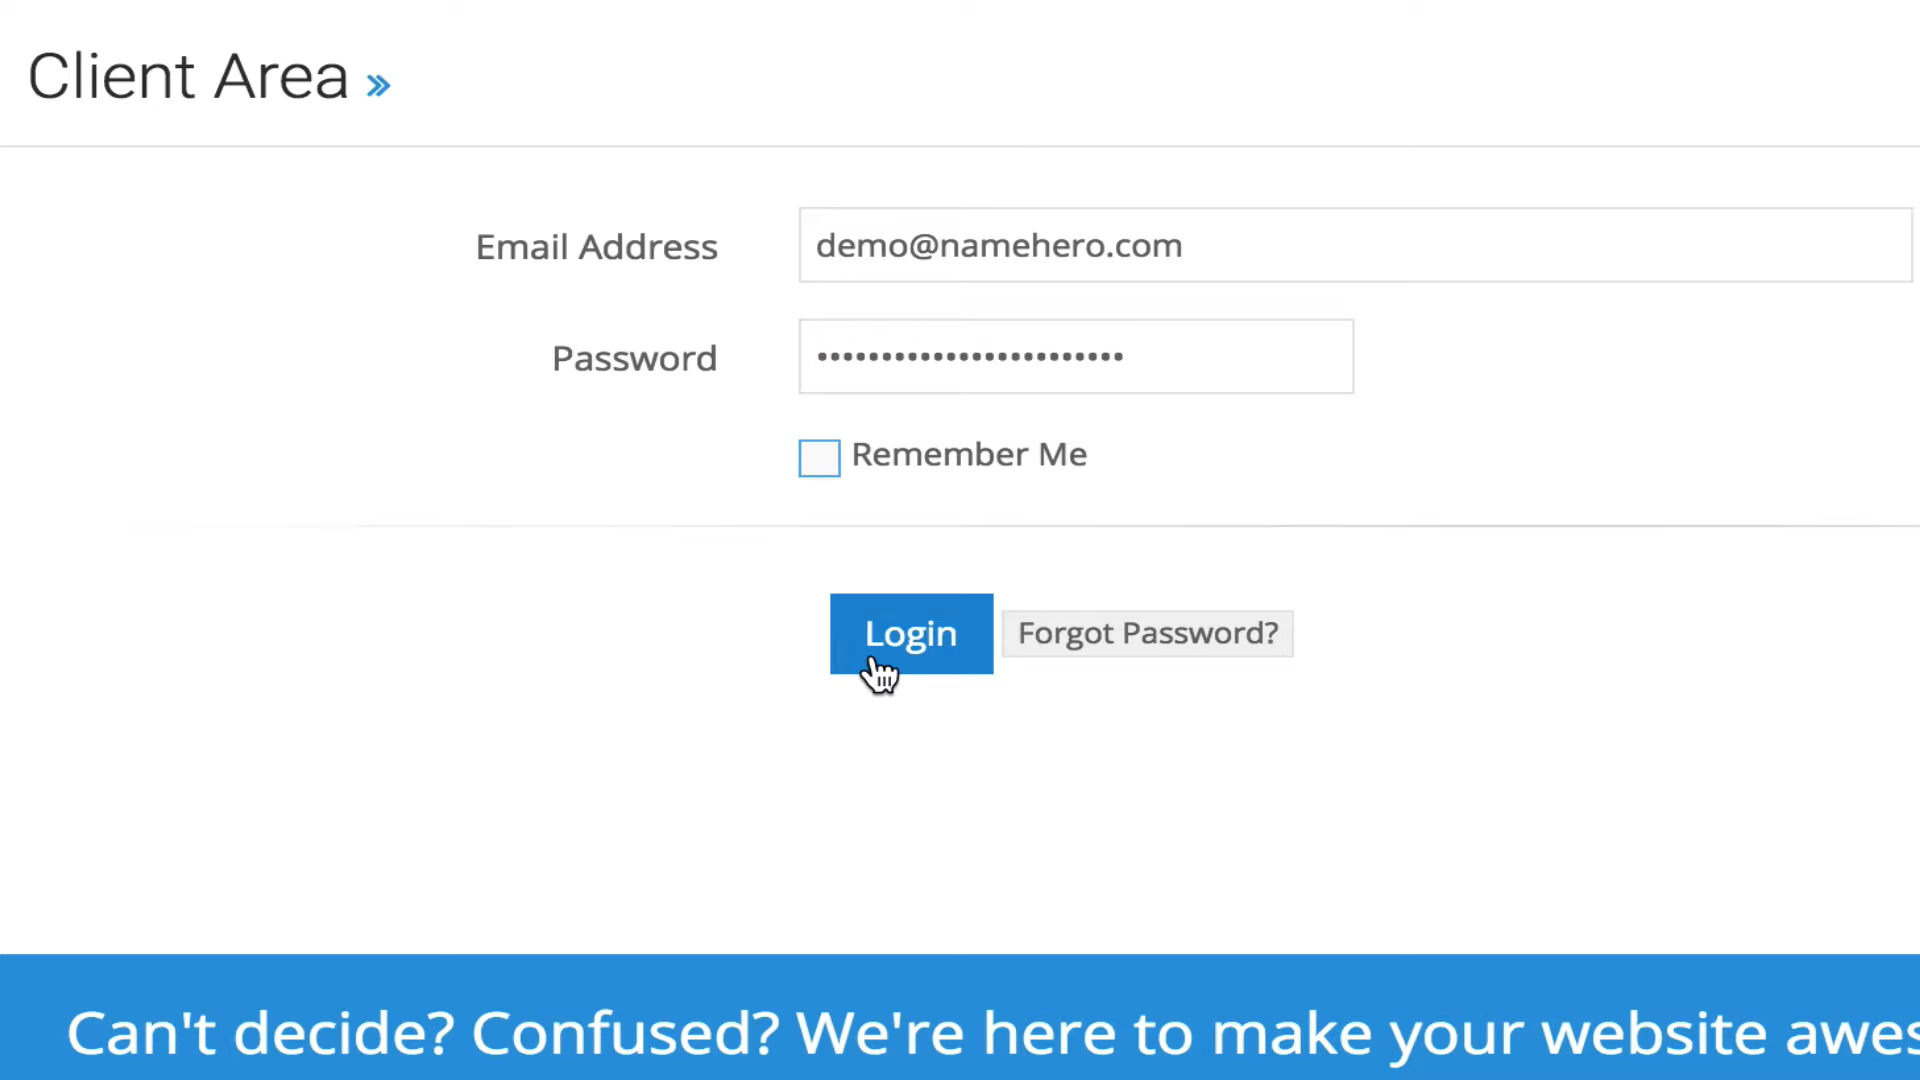 Client Area »
Email Address
demo@namehero.com
Password
••••••••••••••••••••••••
Remember Me
Login
Forgot Password?
Can't decide? Confused? We're here to make your website awes